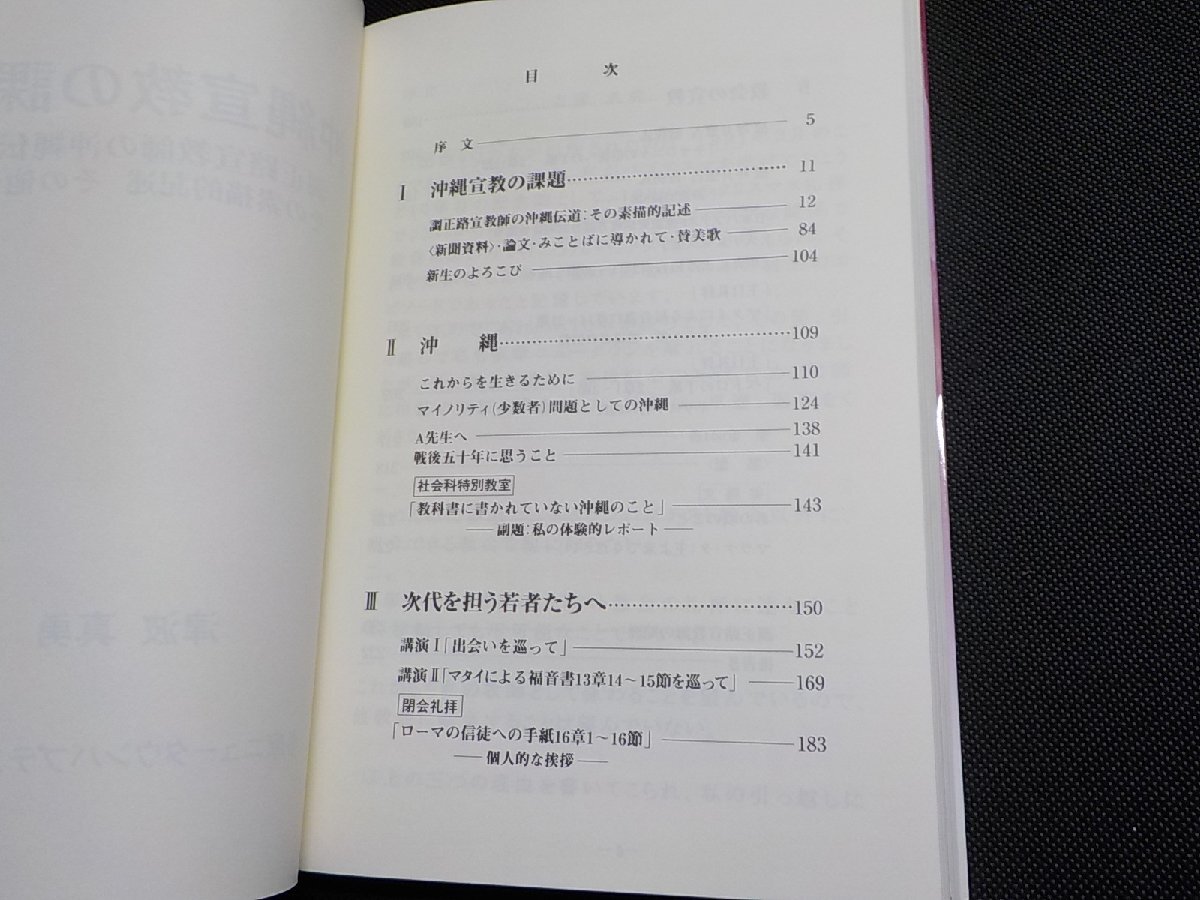 目　次
序文 5
Ⅰ 沖縄宣教の課題 11
調正路宣教師の沖縄伝道：その素描的記述 12
〈新聞資料〉・論文・みことばに導かれて・賛美歌 84
新生のよろこび 104
Ⅱ 沖　縄 109
これからを生きるために 110
マイノリティ（少数者）問題としての沖縄 124
A先生へ 138
戦後五十年に思うこと 141
社会科特別教室
「教科書に書かれていない沖縄のこと」 143
── 副題：私の体験的レポート ──
Ⅲ 次代を担う若者たちへ 150
講演Ⅰ「出会いを巡って」 152
講演Ⅱ「マタイによる福音書13章14～15節を巡って」 169
閉会礼拝
「ローマの信徒への手紙16章1～16節」 183
── 個人的な挨拶 ──